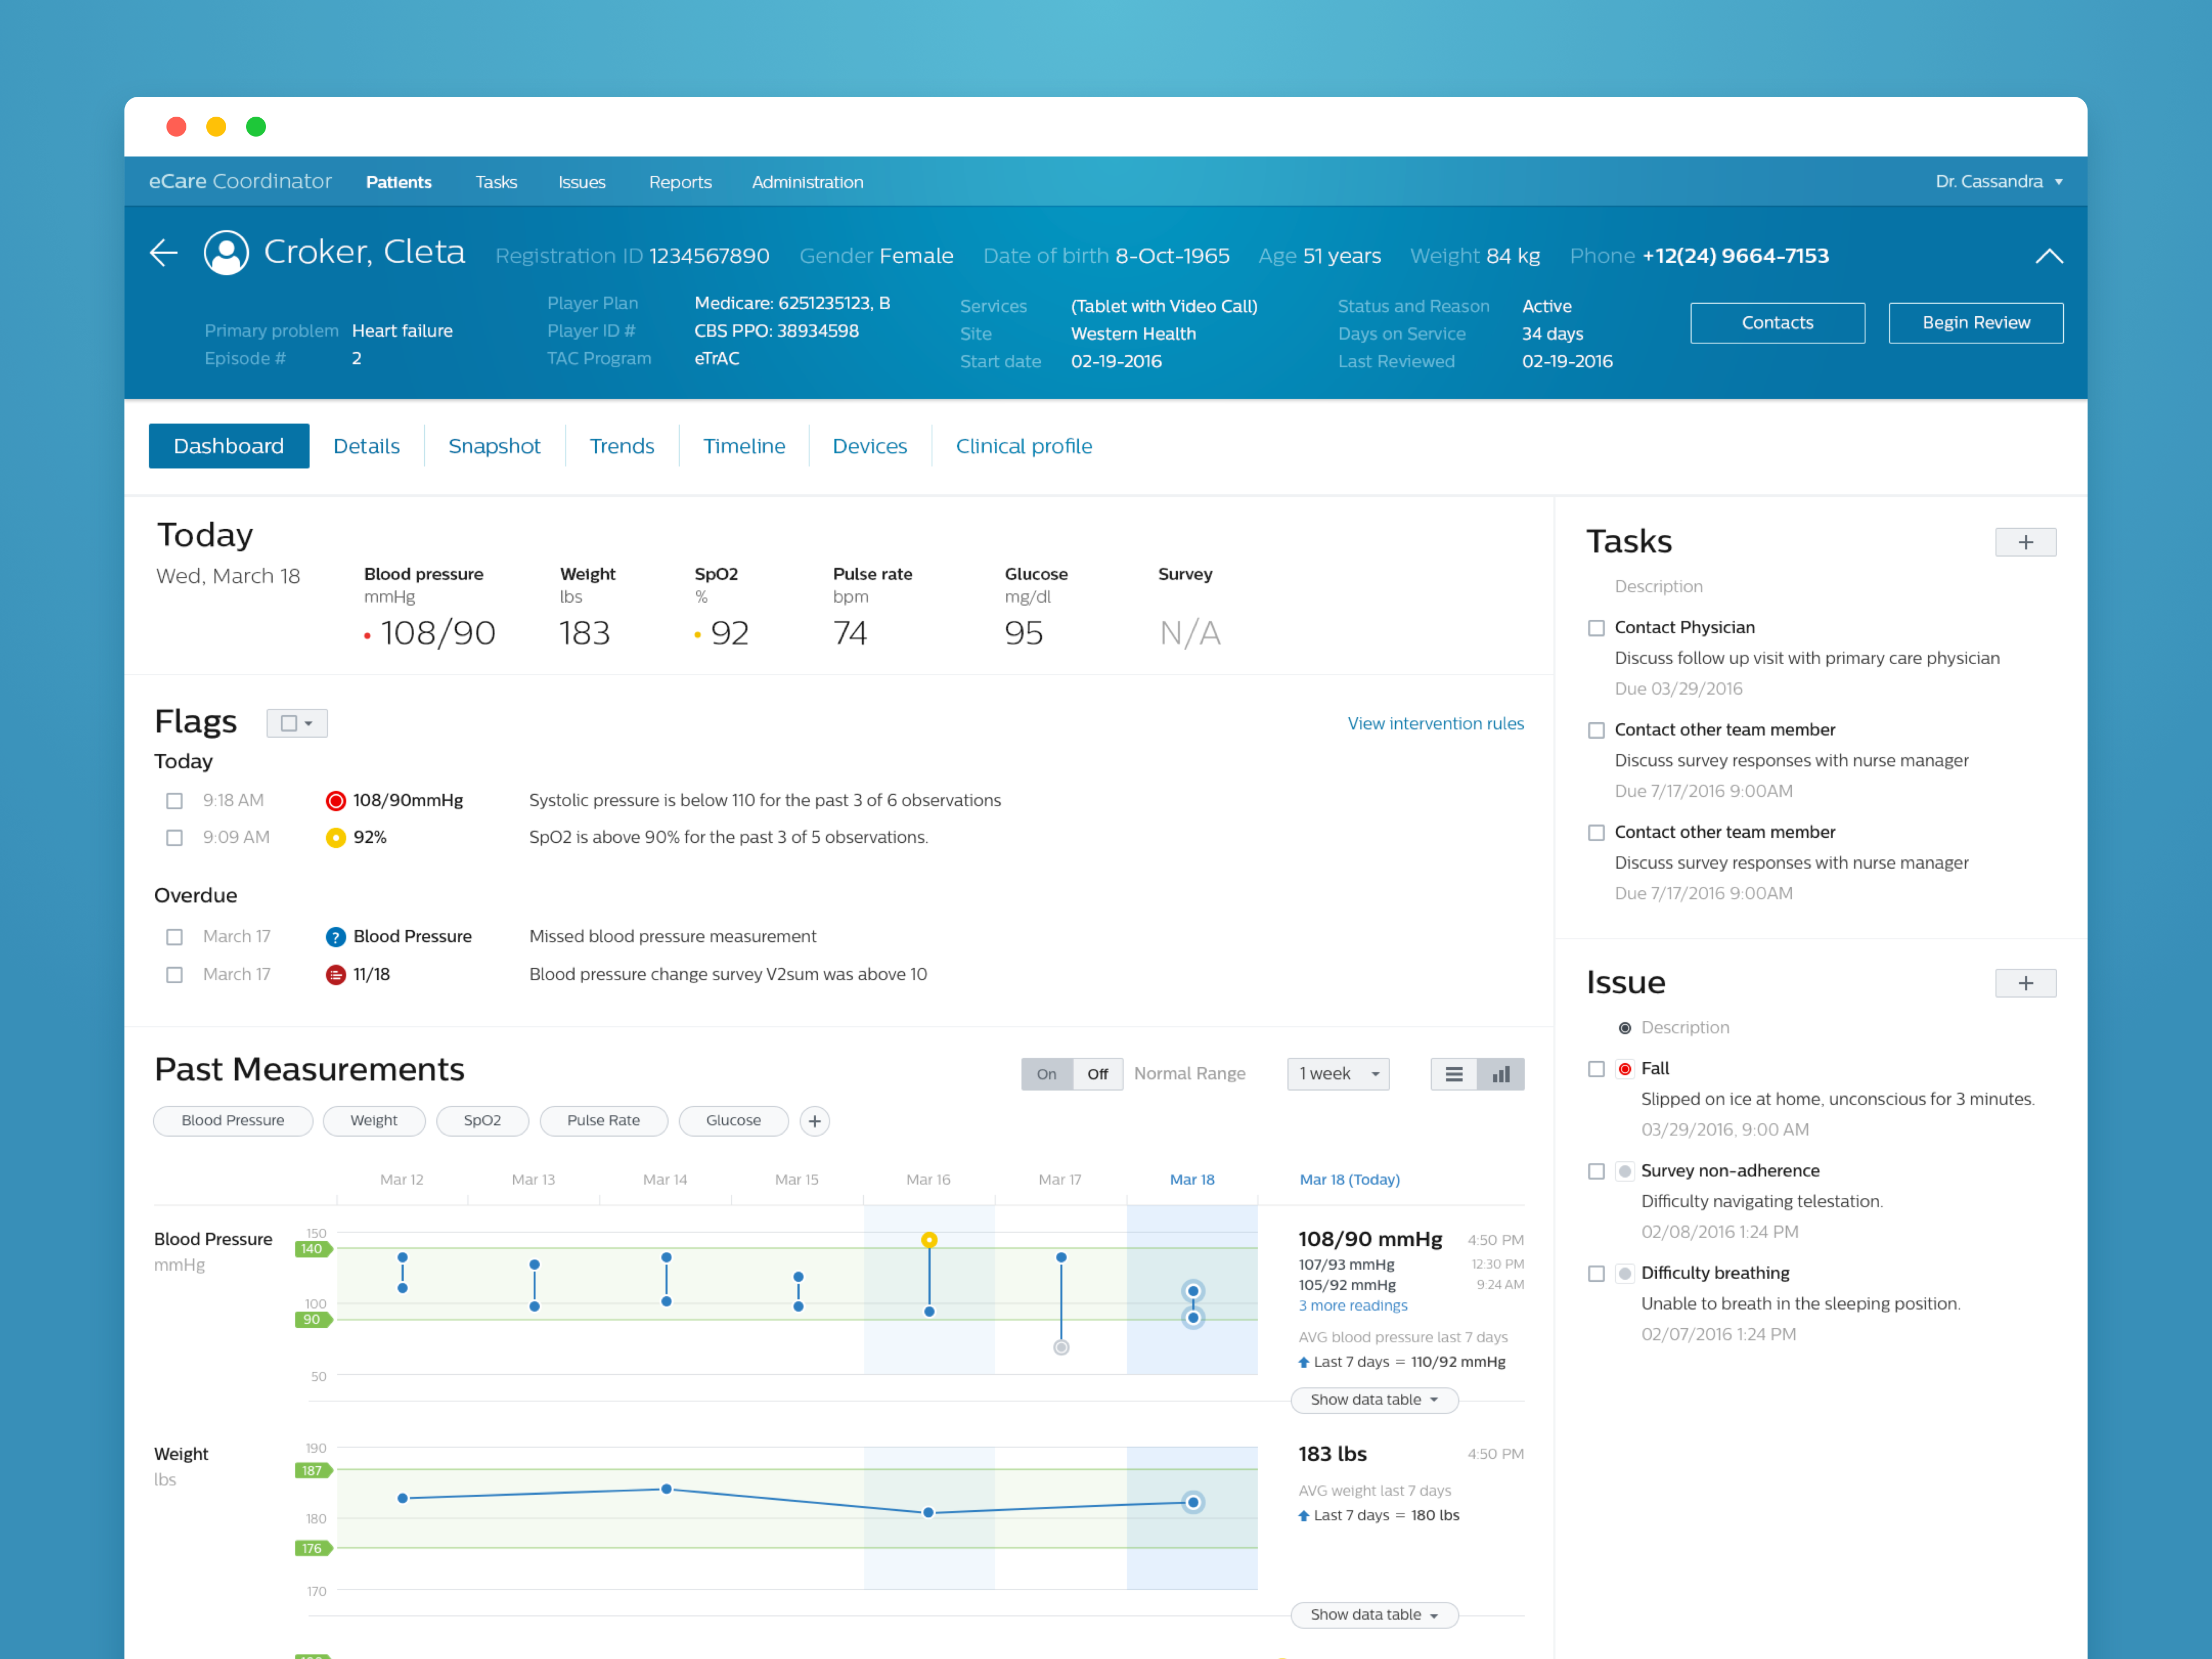 eCare Coordinator Patients Tasks Issues Reports Administration Dr. Cassandra
Croker, Cleta Registration ID 1234567890 Gender Female Date of birth 8-Oct-1965 Age 51 years Weight 84 kg Phone +12(24) 9664-7153
Primary problem Heart failure
Episode # 2
Player Plan Medicare: 6251235123, B
Player ID # CBS PPO: 38934598
TAC Program eTrAC
Services (Tablet with Video Call)
Site Western Health
Start date 02-19-2016
Status and Reason Active
Days on Service 34 days
Last Reviewed 02-19-2016
Contacts Begin Review
Dashboard Details Snapshot Trends Timeline Devices Clinical profile
Today
Wed, March 18
Blood pressure Weight SpO2 Pulse rate Glucose Survey
mmHg lbs % bpm mg/dl
108/90 183 92 74 95 N/A
Flags View intervention rules
Today
9:18 AM 108/90mmHg Systolic pressure is below 110 for the past 3 of 6 observations
9:09 AM 92% SpO2 is above 90% for the past 3 of 5 observations.
Overdue
March 17 ? Blood Pressure Missed blood pressure measurement
March 17 11/18 Blood pressure change survey V2sum was above 10
Past Measurements On Off Normal Range 1 week
Blood Pressure Weight SpO2 Pulse Rate Glucose +
Mar 12 Mar 13 Mar 14 Mar 15 Mar 16 Mar 17 Mar 18 Mar 18 (Today)
Blood Pressure
mmHg
150
140
100
90
50
108/90 mmHg 4:50 PM
107/93 mmHg 12:30 PM
105/92 mmHg 9:24 AM
3 more readings
AVG blood pressure last 7 days
Last 7 days = 110/92 mmHg
Show data table
Weight
lbs
190
187
180
176
170
183 lbs 4:50 PM
AVG weight last 7 days
Last 7 days = 180 lbs
Show data table
Tasks +
Description
Contact Physician
Discuss follow up visit with primary care physician
Due 03/29/2016
Contact other team member
Discuss survey responses with nurse manager
Due 7/17/2016 9:00AM
Contact other team member
Discuss survey responses with nurse manager
Due 7/17/2016 9:00AM
Issue +
Description
Fall
Slipped on ice at home, unconscious for 3 minutes.
03/29/2016, 9:00 AM
Survey non-adherence
Difficulty navigating telestation.
02/08/2016 1:24 PM
Difficulty breathing
Unable to breath in the sleeping position.
02/07/2016 1:24 PM